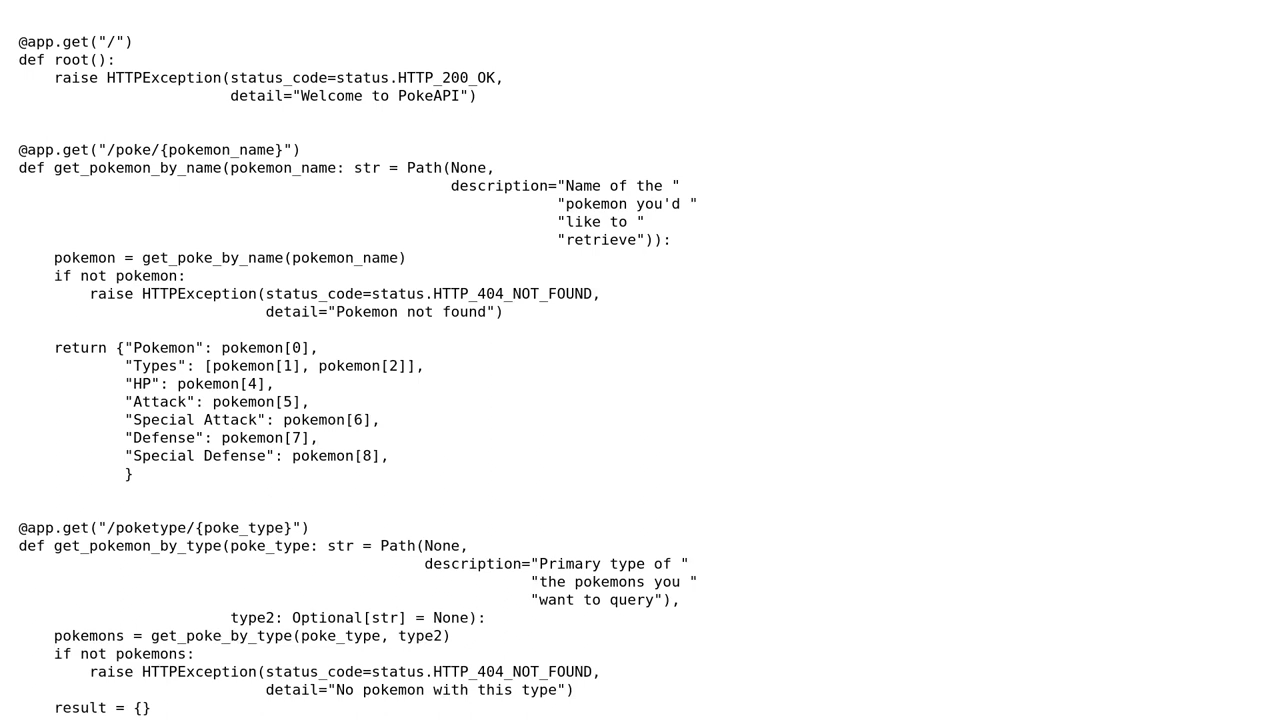 @app.get("/")
def root():
    raise HTTPException(status_code=status.HTTP_200_OK,
                        detail="Welcome to PokeAPI")


@app.get("/poke/{pokemon_name}")
def get_pokemon_by_name(pokemon_name: str = Path(None,
                                                 description="Name of the "
                                                             "pokemon you'd "
                                                             "like to "
                                                             "retrieve")):
    pokemon = get_poke_by_name(pokemon_name)
    if not pokemon:
        raise HTTPException(status_code=status.HTTP_404_NOT_FOUND,
                            detail="Pokemon not found")

    return {"Pokemon": pokemon[0],
            "Types": [pokemon[1], pokemon[2]],
            "HP": pokemon[4],
            "Attack": pokemon[5],
            "Special Attack": pokemon[6],
            "Defense": pokemon[7],
            "Special Defense": pokemon[8],
            }


@app.get("/poketype/{poke_type}")
def get_pokemon_by_type(poke_type: str = Path(None,
                                              description="Primary type of "
                                                          "the pokemons you "
                                                          "want to query"),
                        type2: Optional[str] = None):
    pokemons = get_poke_by_type(poke_type, type2)
    if not pokemons:
        raise HTTPException(status_code=status.HTTP_404_NOT_FOUND,
                            detail="No pokemon with this type")
    result = {}